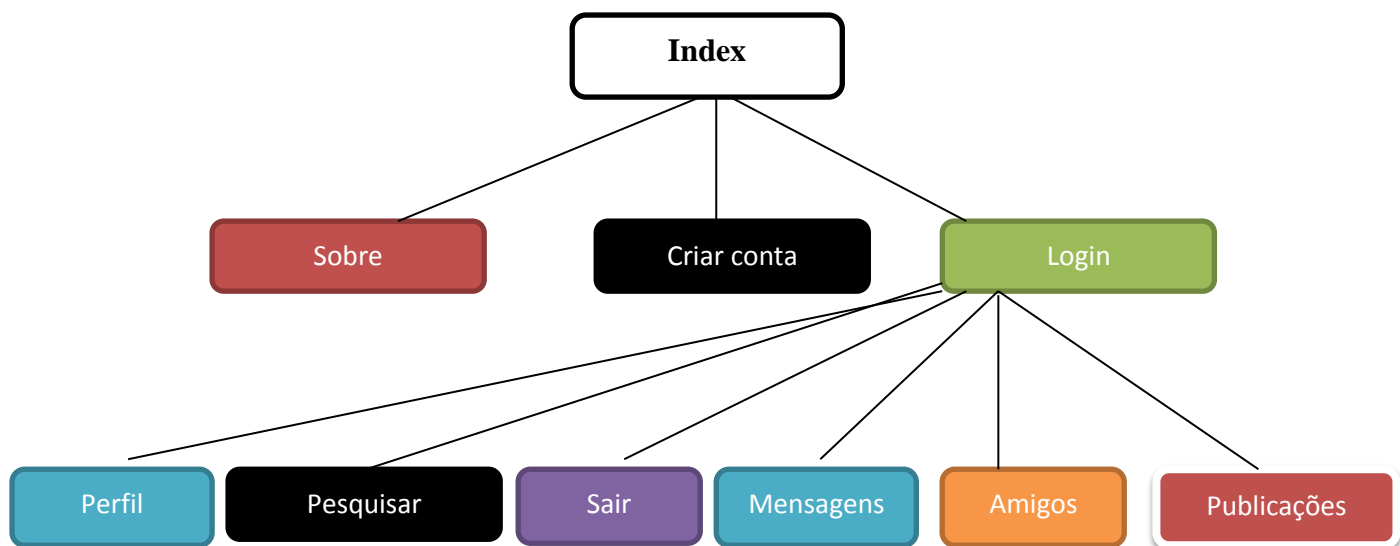 Index
Sobre
Criar conta
Login
Perfil
Pesquisar
Sair
Mensagens
Amigos
Publicações